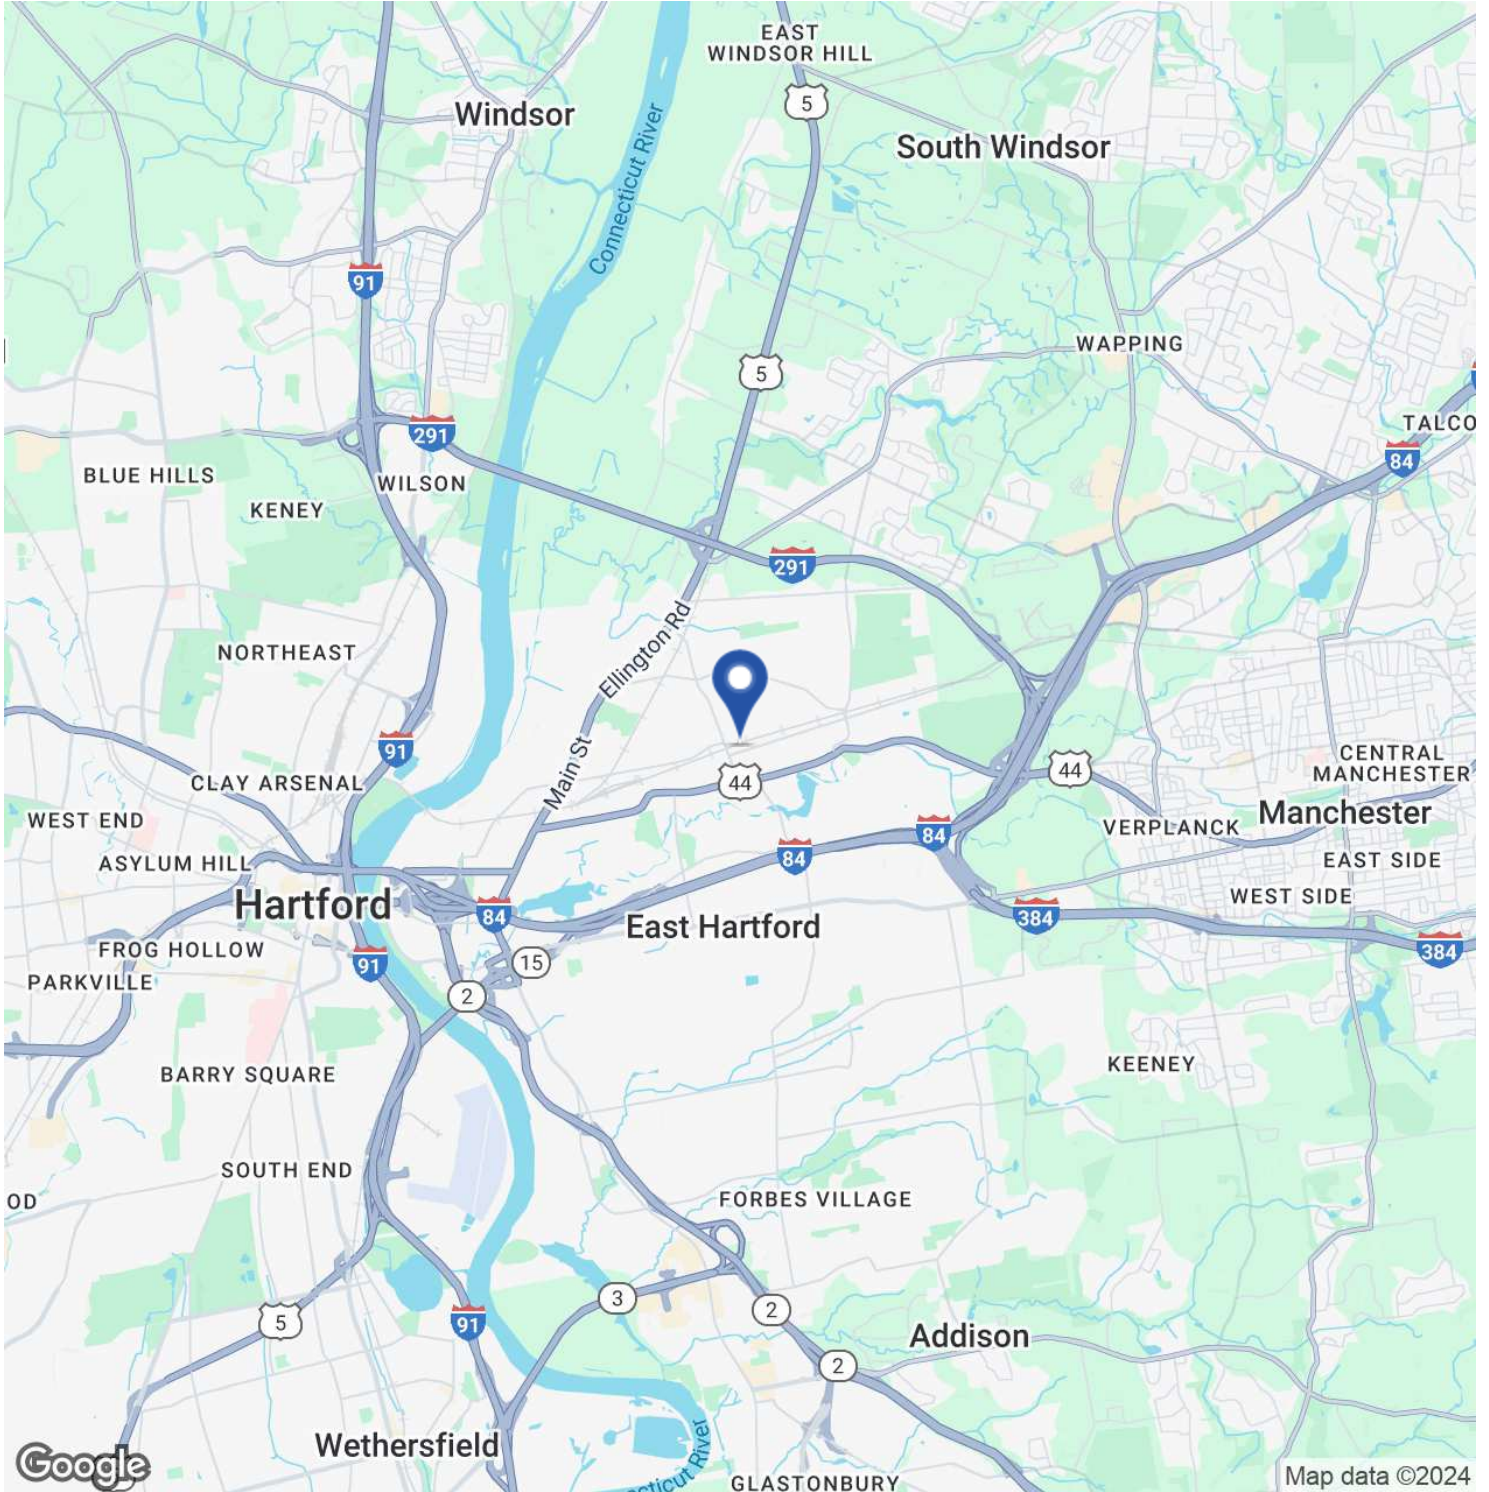 EAST
WINDSOR HILL
5
Windsor
Connecticut River
South Windsor
91
WAPPING
5
TALCO
291
84
BLUE HILLS
WILSON
KENEY
291
Ellington Rd
NORTHEAST
91
Main St
44
44
CENTRAL
MANCHESTER
CLAY ARSENAL
WEST END
Manchester
VERPLANCK
84
84
ASYLUM HILL
EAST SIDE
WEST SIDE
Hartford
84
384
East Hartford
FROG HOLLOW
384
91
15
PARKVILLE
2
KEENEY
BARRY SQUARE
SOUTH END
OD
FORBES VILLAGE
3
2
5
91
Addison
2
Wethersfield
Connecticut River
GLASTONBURY
Google
Map data ©2024